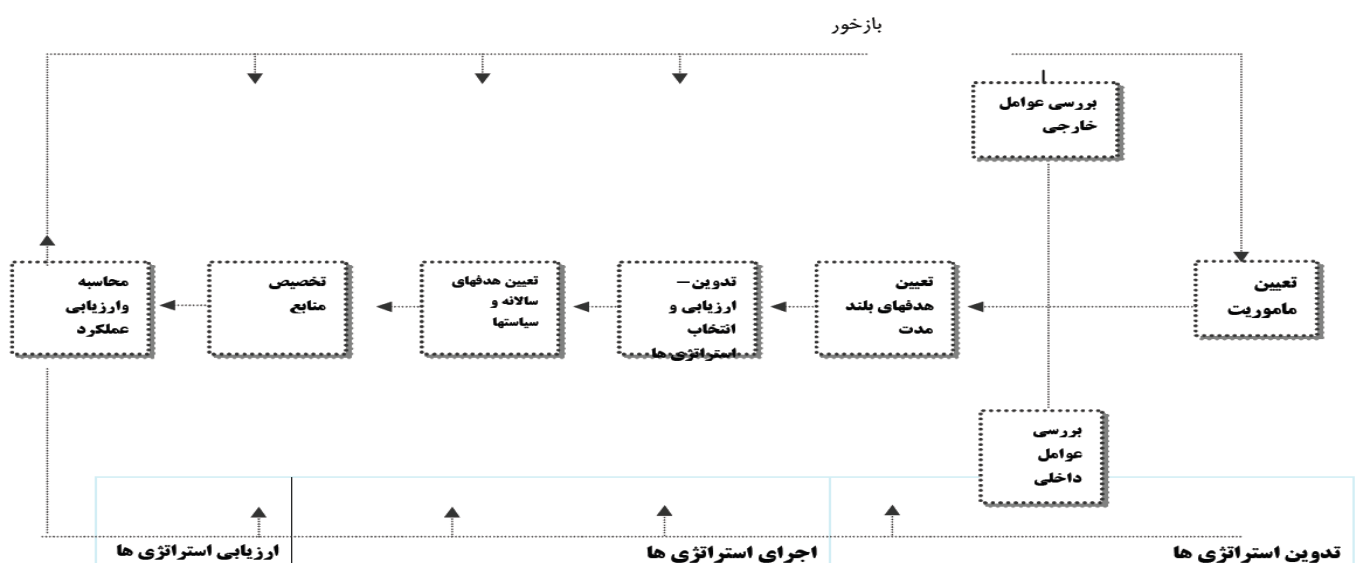 بازخور
بررسی عوامل
خارجی
تعیین
ماموریت
تعیین
هدفهای بلند
مدت
تدوین–
ارزیابی و
انتخاب
استراتژی ها
تعیین هدفهای
سالانه و
سیاستها
تخصیص
منابع
محاسبه
وارزیابی
عملکرد
بررسی
عوامل
داخلی
تدوین استراتژی ها
اجرای استراتژی ها
ارزیابی استراتژی ها